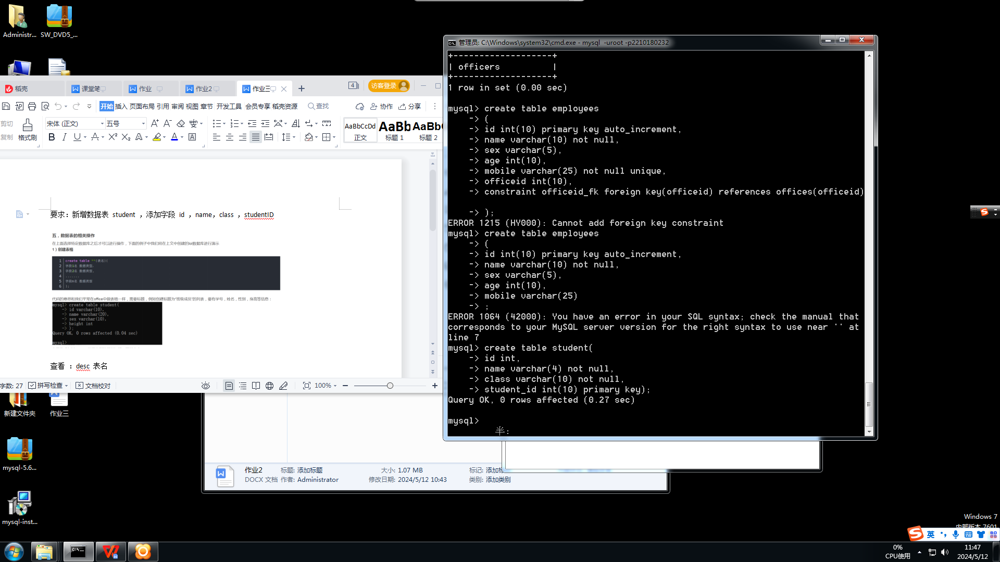 Administr...
SW_DVD5_...
稻壳
课堂笔
作业
作业2
作业三
4
访客登录
开始 插入 页面布局 引用 审阅 视图 章节 开发工具 会员专享 稻壳资源
查找
协作
分享
剪切
复制
格式刷
宋体 (正文)
五号
AaBbCcDd
正文
AaBb
标题 1
AaBb
标题 2
要求：新增数据表 student ，添加字段 id ，name，class ，studentID
五，数据表的相关操作
在上面选择特定数据库之后才可以进行操作，下面的例子中我们将在上文中创建的lol数据库进行演示
1）创建表格
1 create table **(表名)(
2 字段1名 数据类型,
3 字段2名 数据类型,
4 .......
5 字段n名 数据类型
6 );
代码的意思和我们平常在office中做表格一样，需要标题，例如创建标题为“班级成员”的列表，要有学号，姓名，性别，身高等信息：
mysql> create table student(
-> id varchar(10),
-> name varchar(20),
-> sex varchar(10),
-> height int
-> );
Query OK, 0 rows affected (0.04 sec)
mysql>
查看 ： desc 表名
字数: 27
拼写检查
文档校对
100%
管理员: C:\Windows\system32\cmd.exe - mysql -uroot -p2210180232
+-------------------+
| officers          |
+-------------------+
1 row in set (0.00 sec)
mysql> create table employees
-> (
-> id int(10) primary key auto_increment,
-> name varchar(10) not null,
-> sex varchar(5),
-> age int(10),
-> mobile varchar(25) not null unique,
-> officeid int(10),
-> constraint officeid_fk foreign key(officeid) references offices(officeid)
-> );
ERROR 1215 (HY000): Cannot add foreign key constraint
mysql> create table employees
-> (
-> id int(10) primary key auto_increment,
-> name varchar(10) not null,
-> sex varchar(5),
-> age int(10),
-> mobile varchar(25)
-> ;
ERROR 1064 (42000): You have an error in your SQL syntax; check the manual that
corresponds to your MySQL server version for the right syntax to use near '' at
line 7
mysql> create table student(
-> id int,
-> name varchar(4) not null,
-> class varchar(10) not null,
-> student_id int(10) primary key);
Query OK, 0 rows affected (0.27 sec)
mysql>
半:
新建文件夹
作业三
mysql-5.6...
mysql-inst...
作业2
DOCX 文档
标题: 添加标题
作者: Administrator
大小: 1.07 MB
修改日期: 2024/5/12 10:43
标记: 添加标
类别: 添加类别
Windows 7
内部版本 7601
英
0%
CPU使用
11:47
2024/5/12